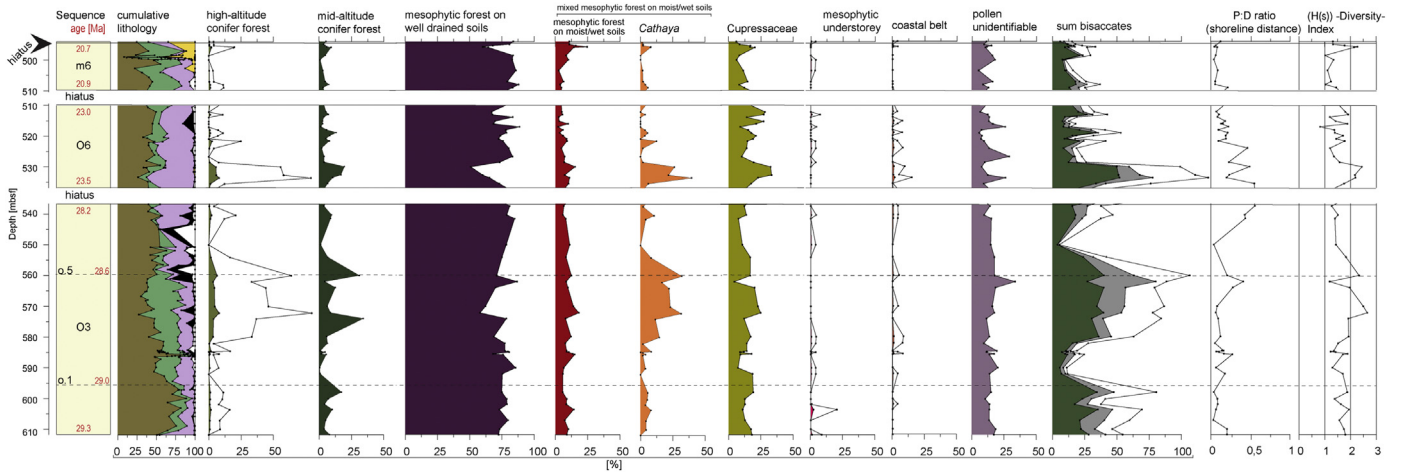 mixed mesophytic forest on moist/wet soils
Sequence
age [Ma]
cumulative
lithology
high-altitude
conifer forest
mid-altitude
conifer forest
mesophytic forest on
well drained soils
mesophytic forest
on moist/wet soils
Cathaya
Cupressaceae
mesophytic
understorey
coastal belt
pollen
unidentifiable
sum bisaccates
P:D ratio
(shoreline distance)
(H(s)) -Diversity-
Index
hiatus
20.7
500
m6
20.9
510
hiatus
510
23.0
520
O6
530
23.5
hiatus
28.2
540
550
o.5
28.6
560
570
O3
580
590
o.1
29.0
600
29.3
610
Depth [mbsf]
0 25 50 75 100
0 25 50
0 25 50
0 50 100
0 25 50
0 25 50
0 25 50
0 25 50
0 25 50
0 25 50
0 25 50 75 100
0 0,5 1
0 1 2 3
[%]